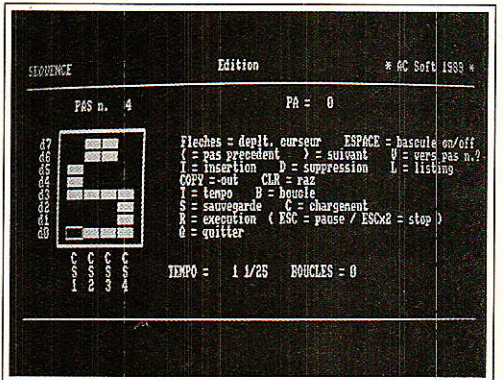 SEQUENCE Edition * AC Soft 1989 *
PAS n. 4 PA = 0
d7
d6
d5
d4
d3
d2
d1
d0
Fleches = deplt. curseur ESPACE = bascule on/off
( = pas precedent ) = suivant V = vers pas n.?
I = insertion D = suppression L = listing
COPY =-out CLR = raz
T = tempo B = boucle
S = sauvegarde C = chargement
R = execution ( ESC = pause / ESCx2 = stop )
Q = quitter
C C C C
S S S S
1 2 3 4
TEMPO = 1 1/25 BOUCLES = 0